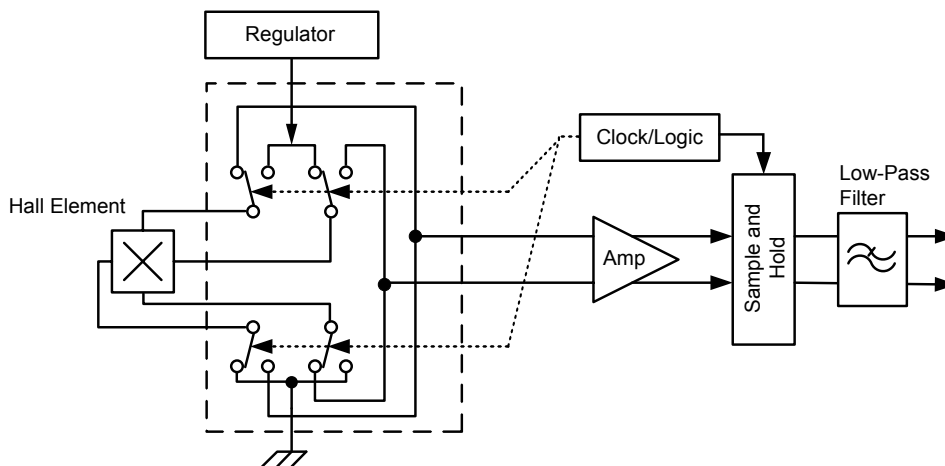 Regulator
Clock/Logic
Low-Pass
Filter
Hall Element
Amp
Sample and
Hold